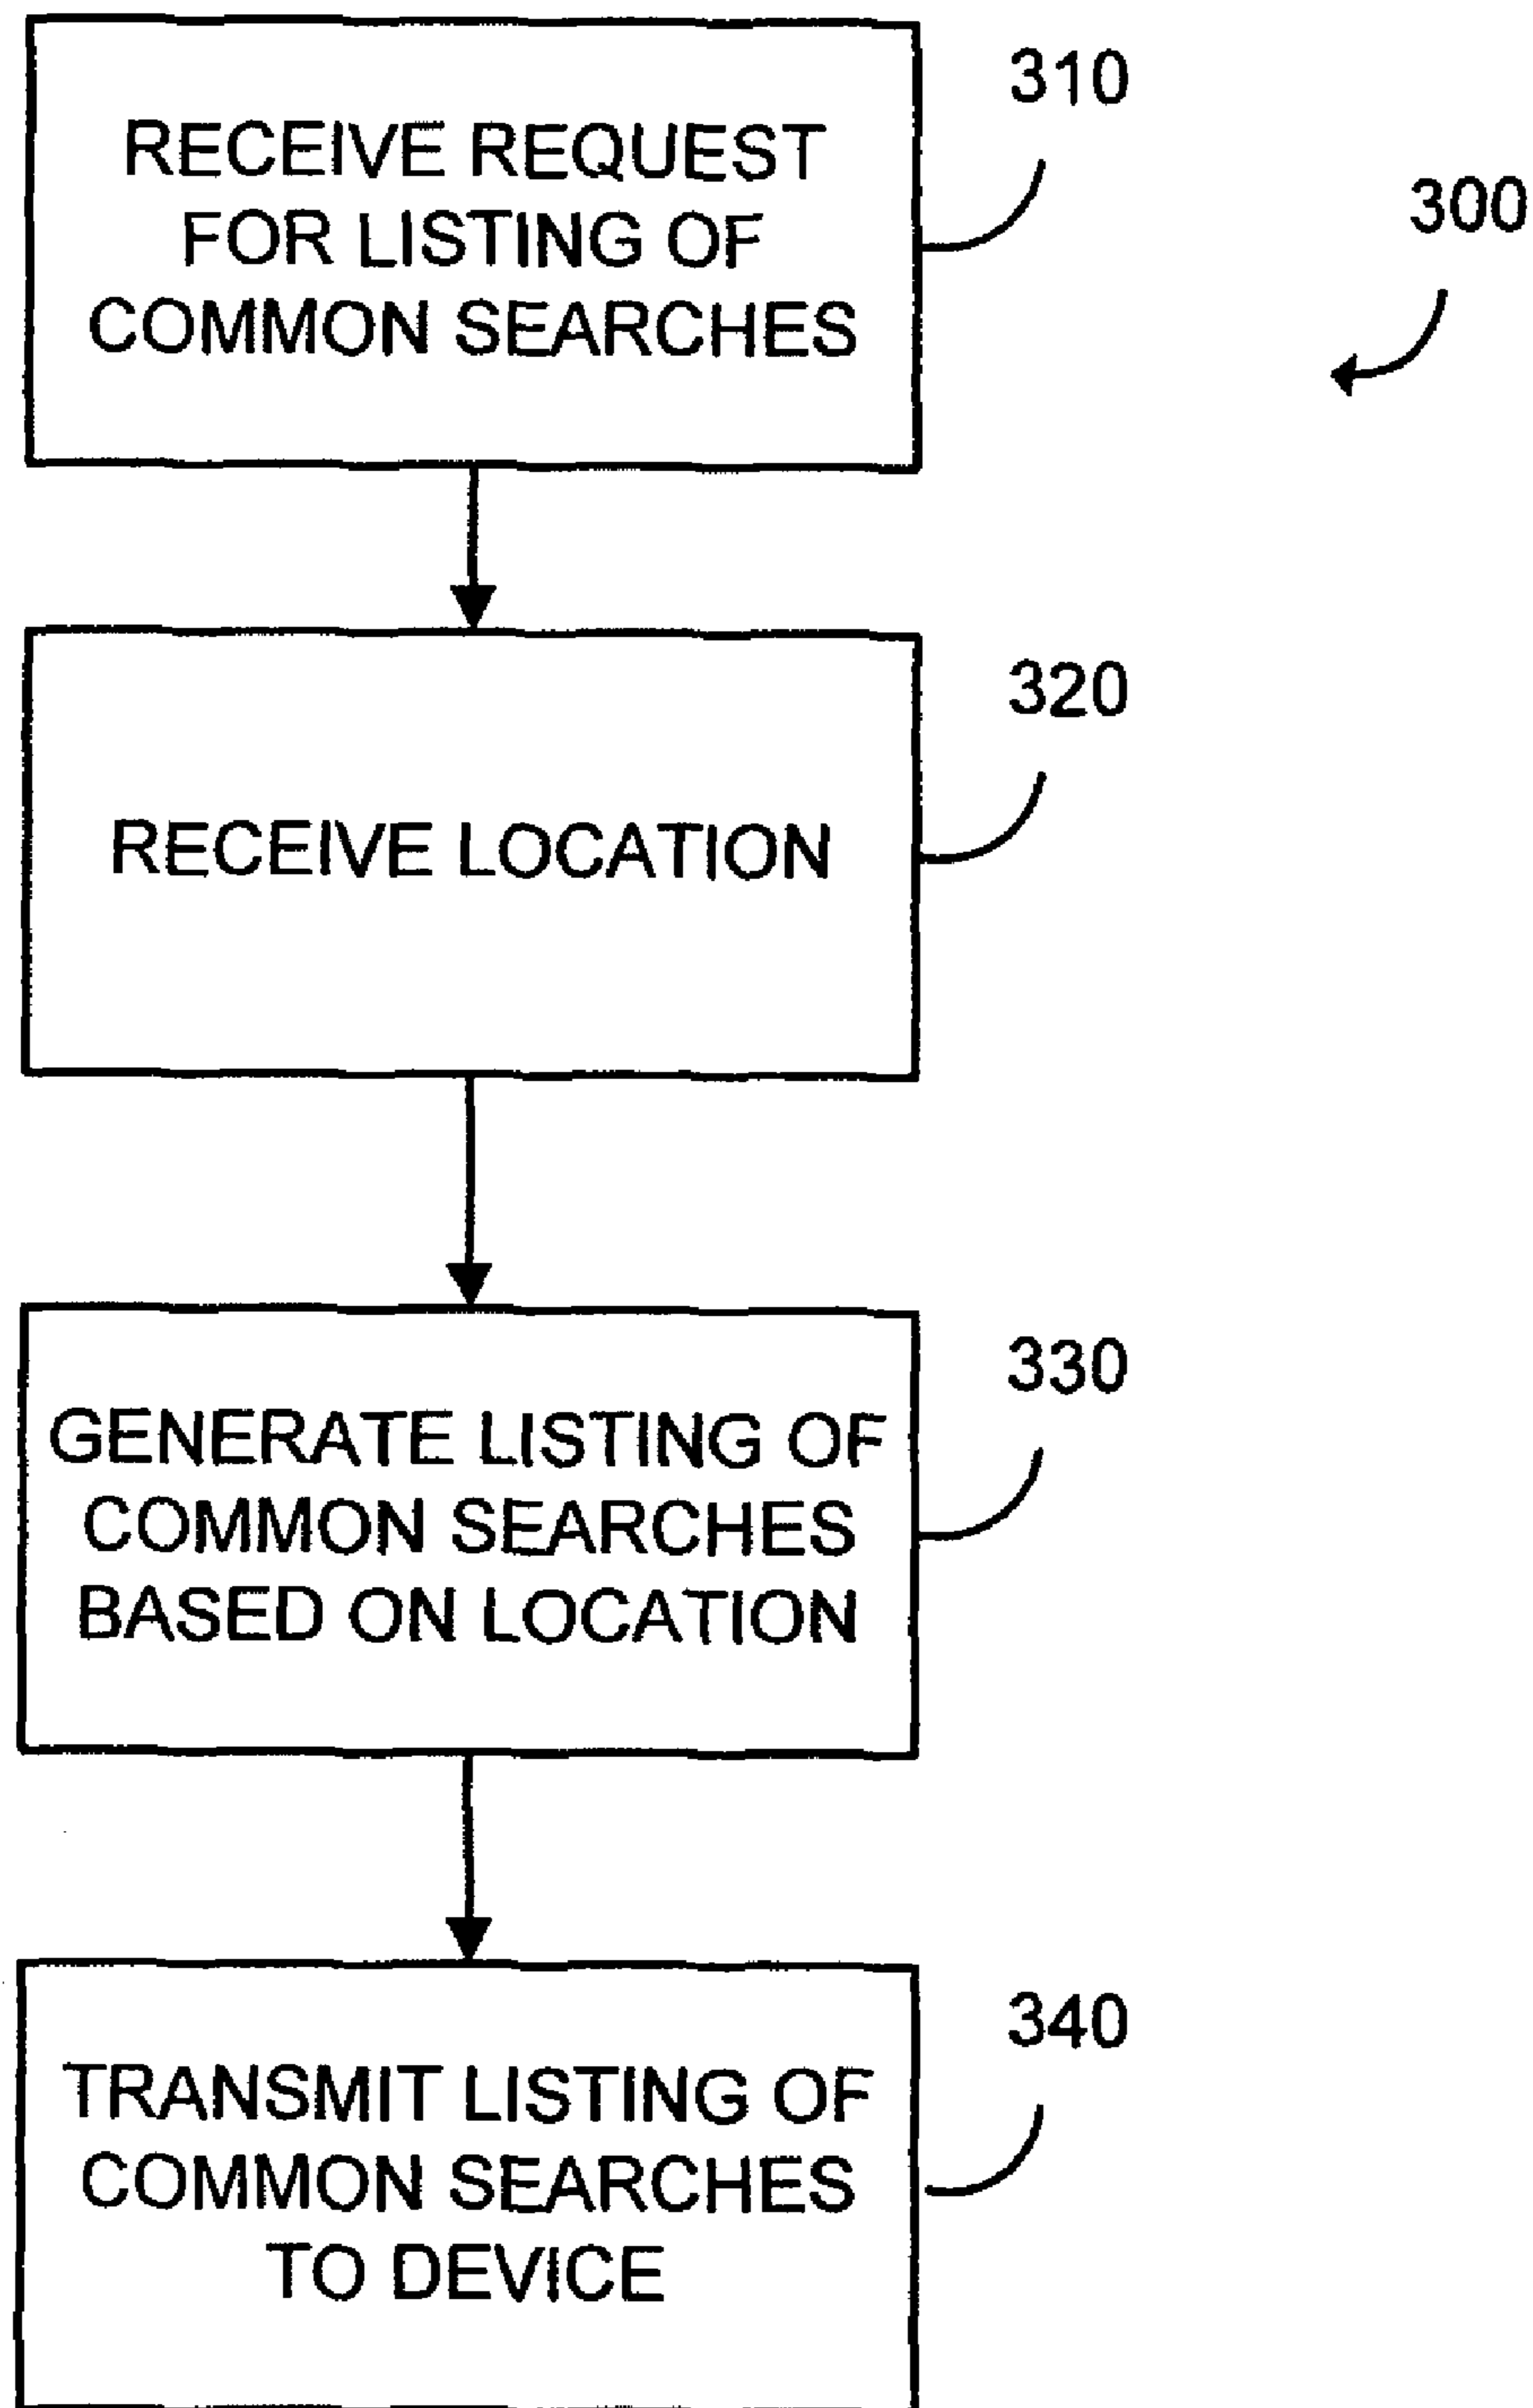 RECEIVE REQUEST
FOR LISTING OF
COMMON SEARCHES
310
300
RECEIVE LOCATION
320
GENERATE LISTING OF
COMMON SEARCHES
BASED ON LOCATION
330
TRANSMIT LISTING OF
COMMON SEARCHES
TO DEVICE
340